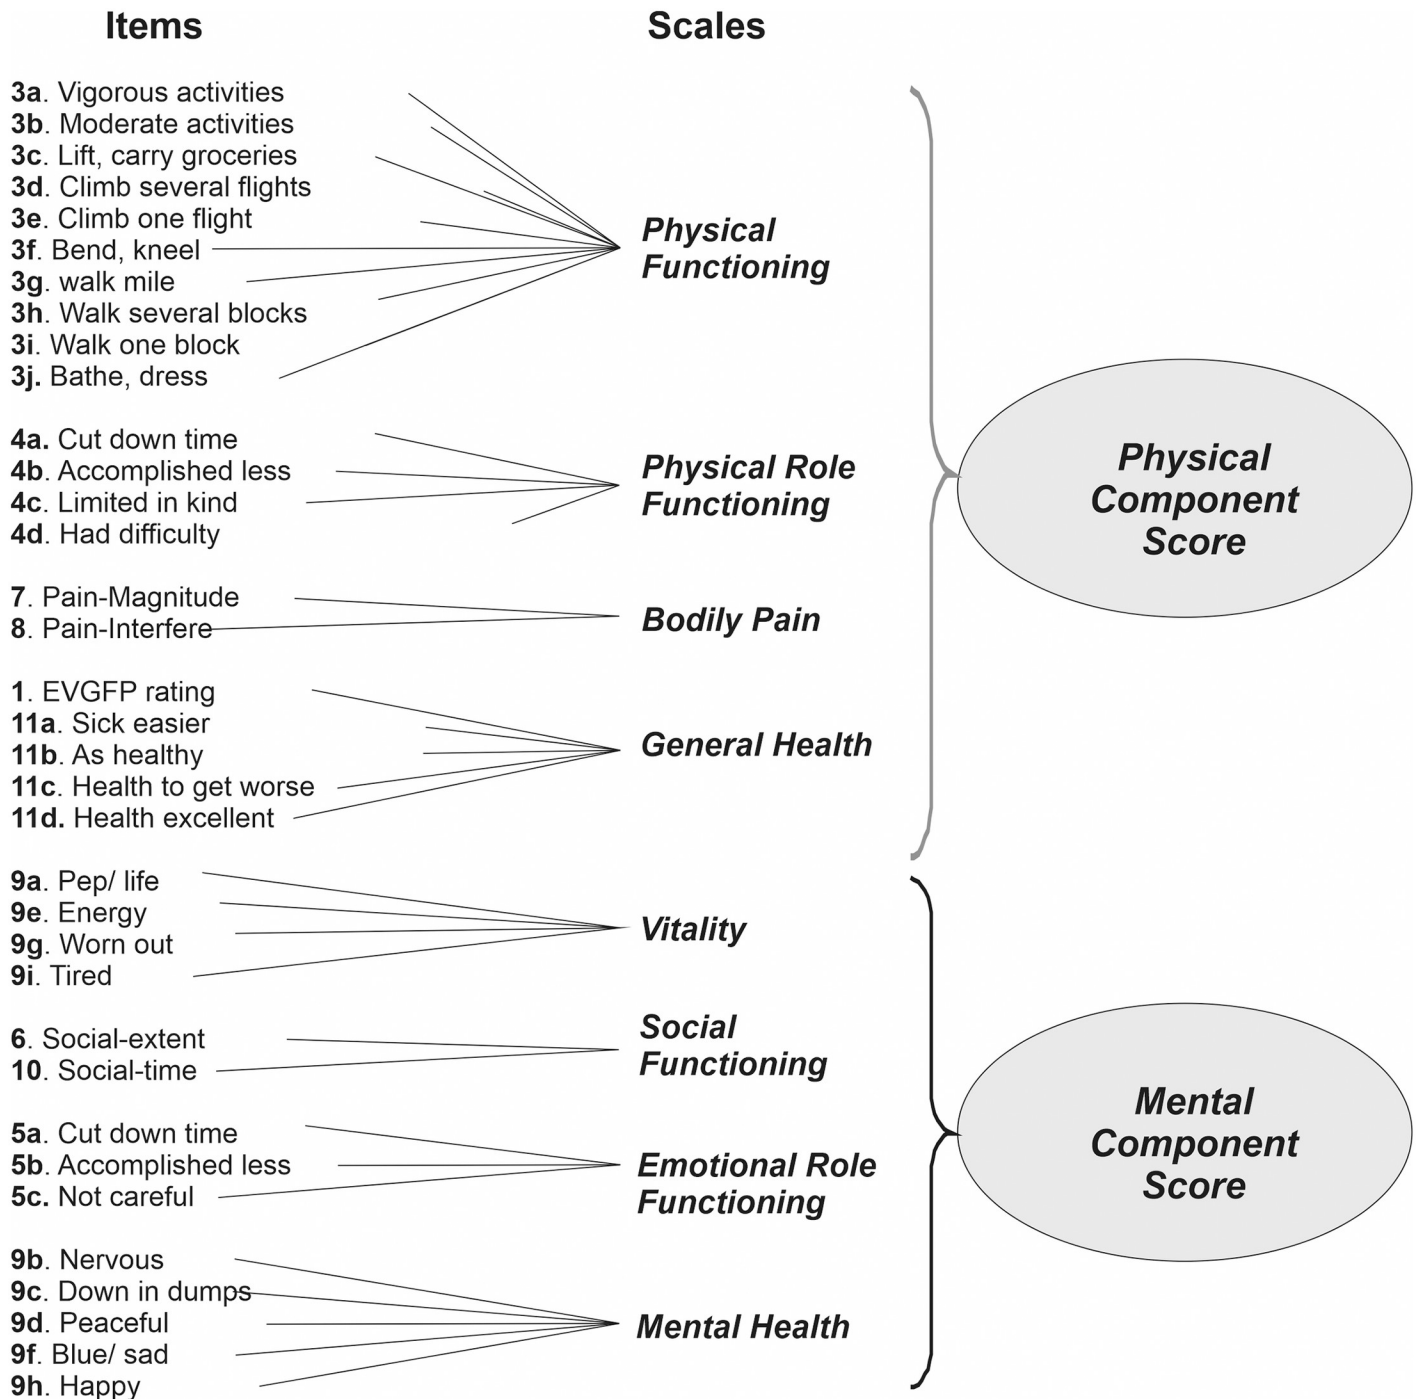 Items
Scales
3a. Vigorous activities
3b. Moderate activities
3c. Lift, carry groceries
3d. Climb several flights
3e. Climb one flight
3f. Bend, kneel
3g. walk mile
3h. Walk several blocks
3i. Walk one block
3j. Bathe, dress
Physical
Functioning
4a. Cut down time
4b. Accomplished less
4c. Limited in kind
4d. Had difficulty
Physical Role
Functioning
7. Pain-Magnitude
8. Pain-Interfere
Bodily Pain
1. EVGFP rating
11a. Sick easier
11b. As healthy
11c. Health to get worse
11d. Health excellent
General Health
Physical
Component
Score
9a. Pep/ life
9e. Energy
9g. Worn out
9i. Tired
Vitality
6. Social-extent
10. Social-time
Social
Functioning
5a. Cut down time
5b. Accomplished less
5c. Not careful
Emotional Role
Functioning
9b. Nervous
9c. Down in dumps
9d. Peaceful
9f. Blue/ sad
9h. Happy
Mental Health
Mental
Component
Score